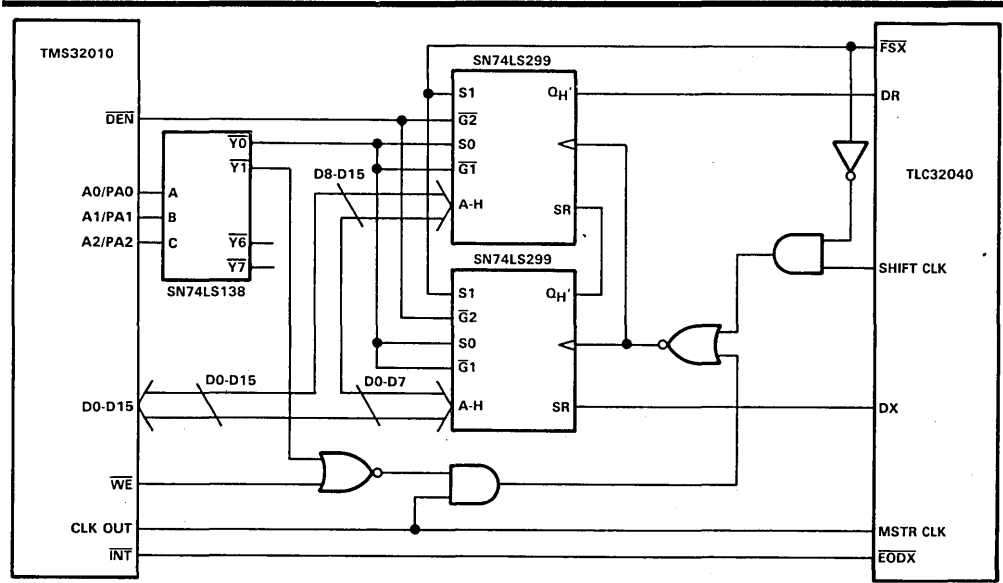 TMS32010
DEN
A0/PA0
A1/PA1
A2/PA2
D0-D15
WE
CLK OUT
INT
A
B
C
Y0
Y1
Y6
Y7
SN74LS138
D8-D15
D0-D15
D0-D7
SN74LS299
S1
G2
S0
G1
A-H
QH'
SR
SN74LS299
S1
G2
S0
G1
A-H
QH'
SR
TLC32040
FSX
DR
SHIFT CLK
DX
MSTR CLK
EODX